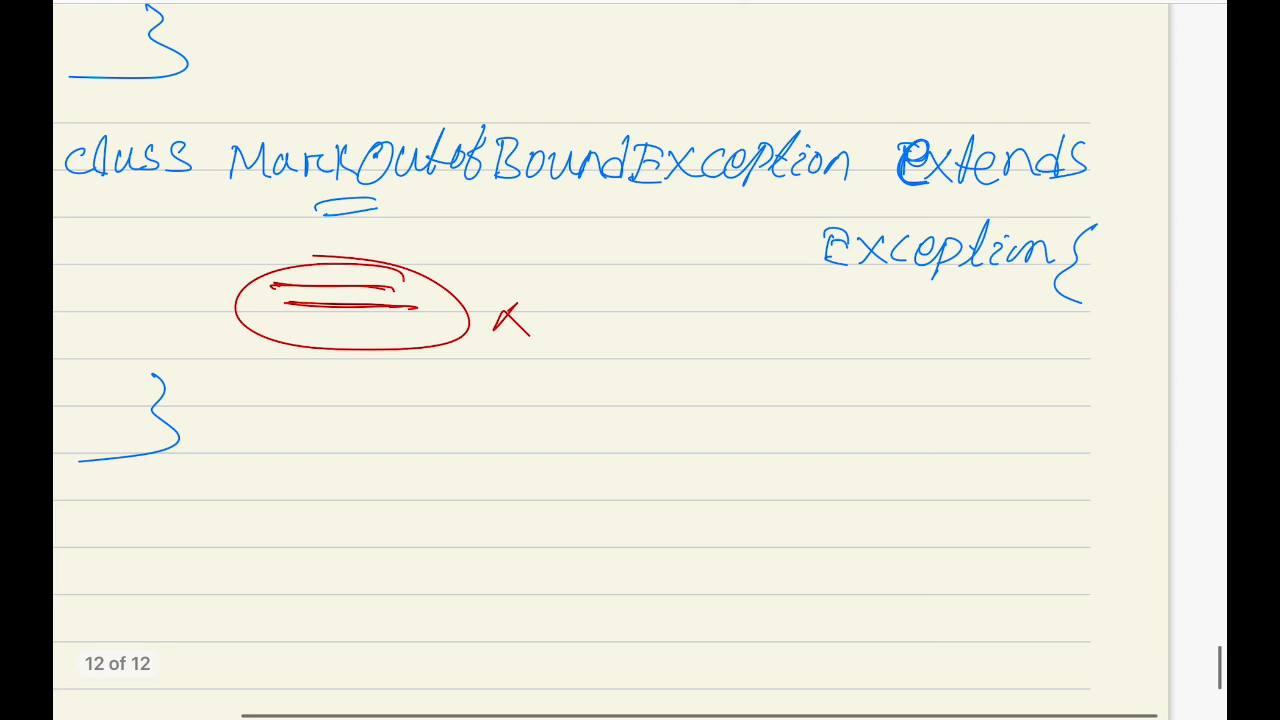 }
class MarkOutofBoundException extends
Exception{
}
12 of 12